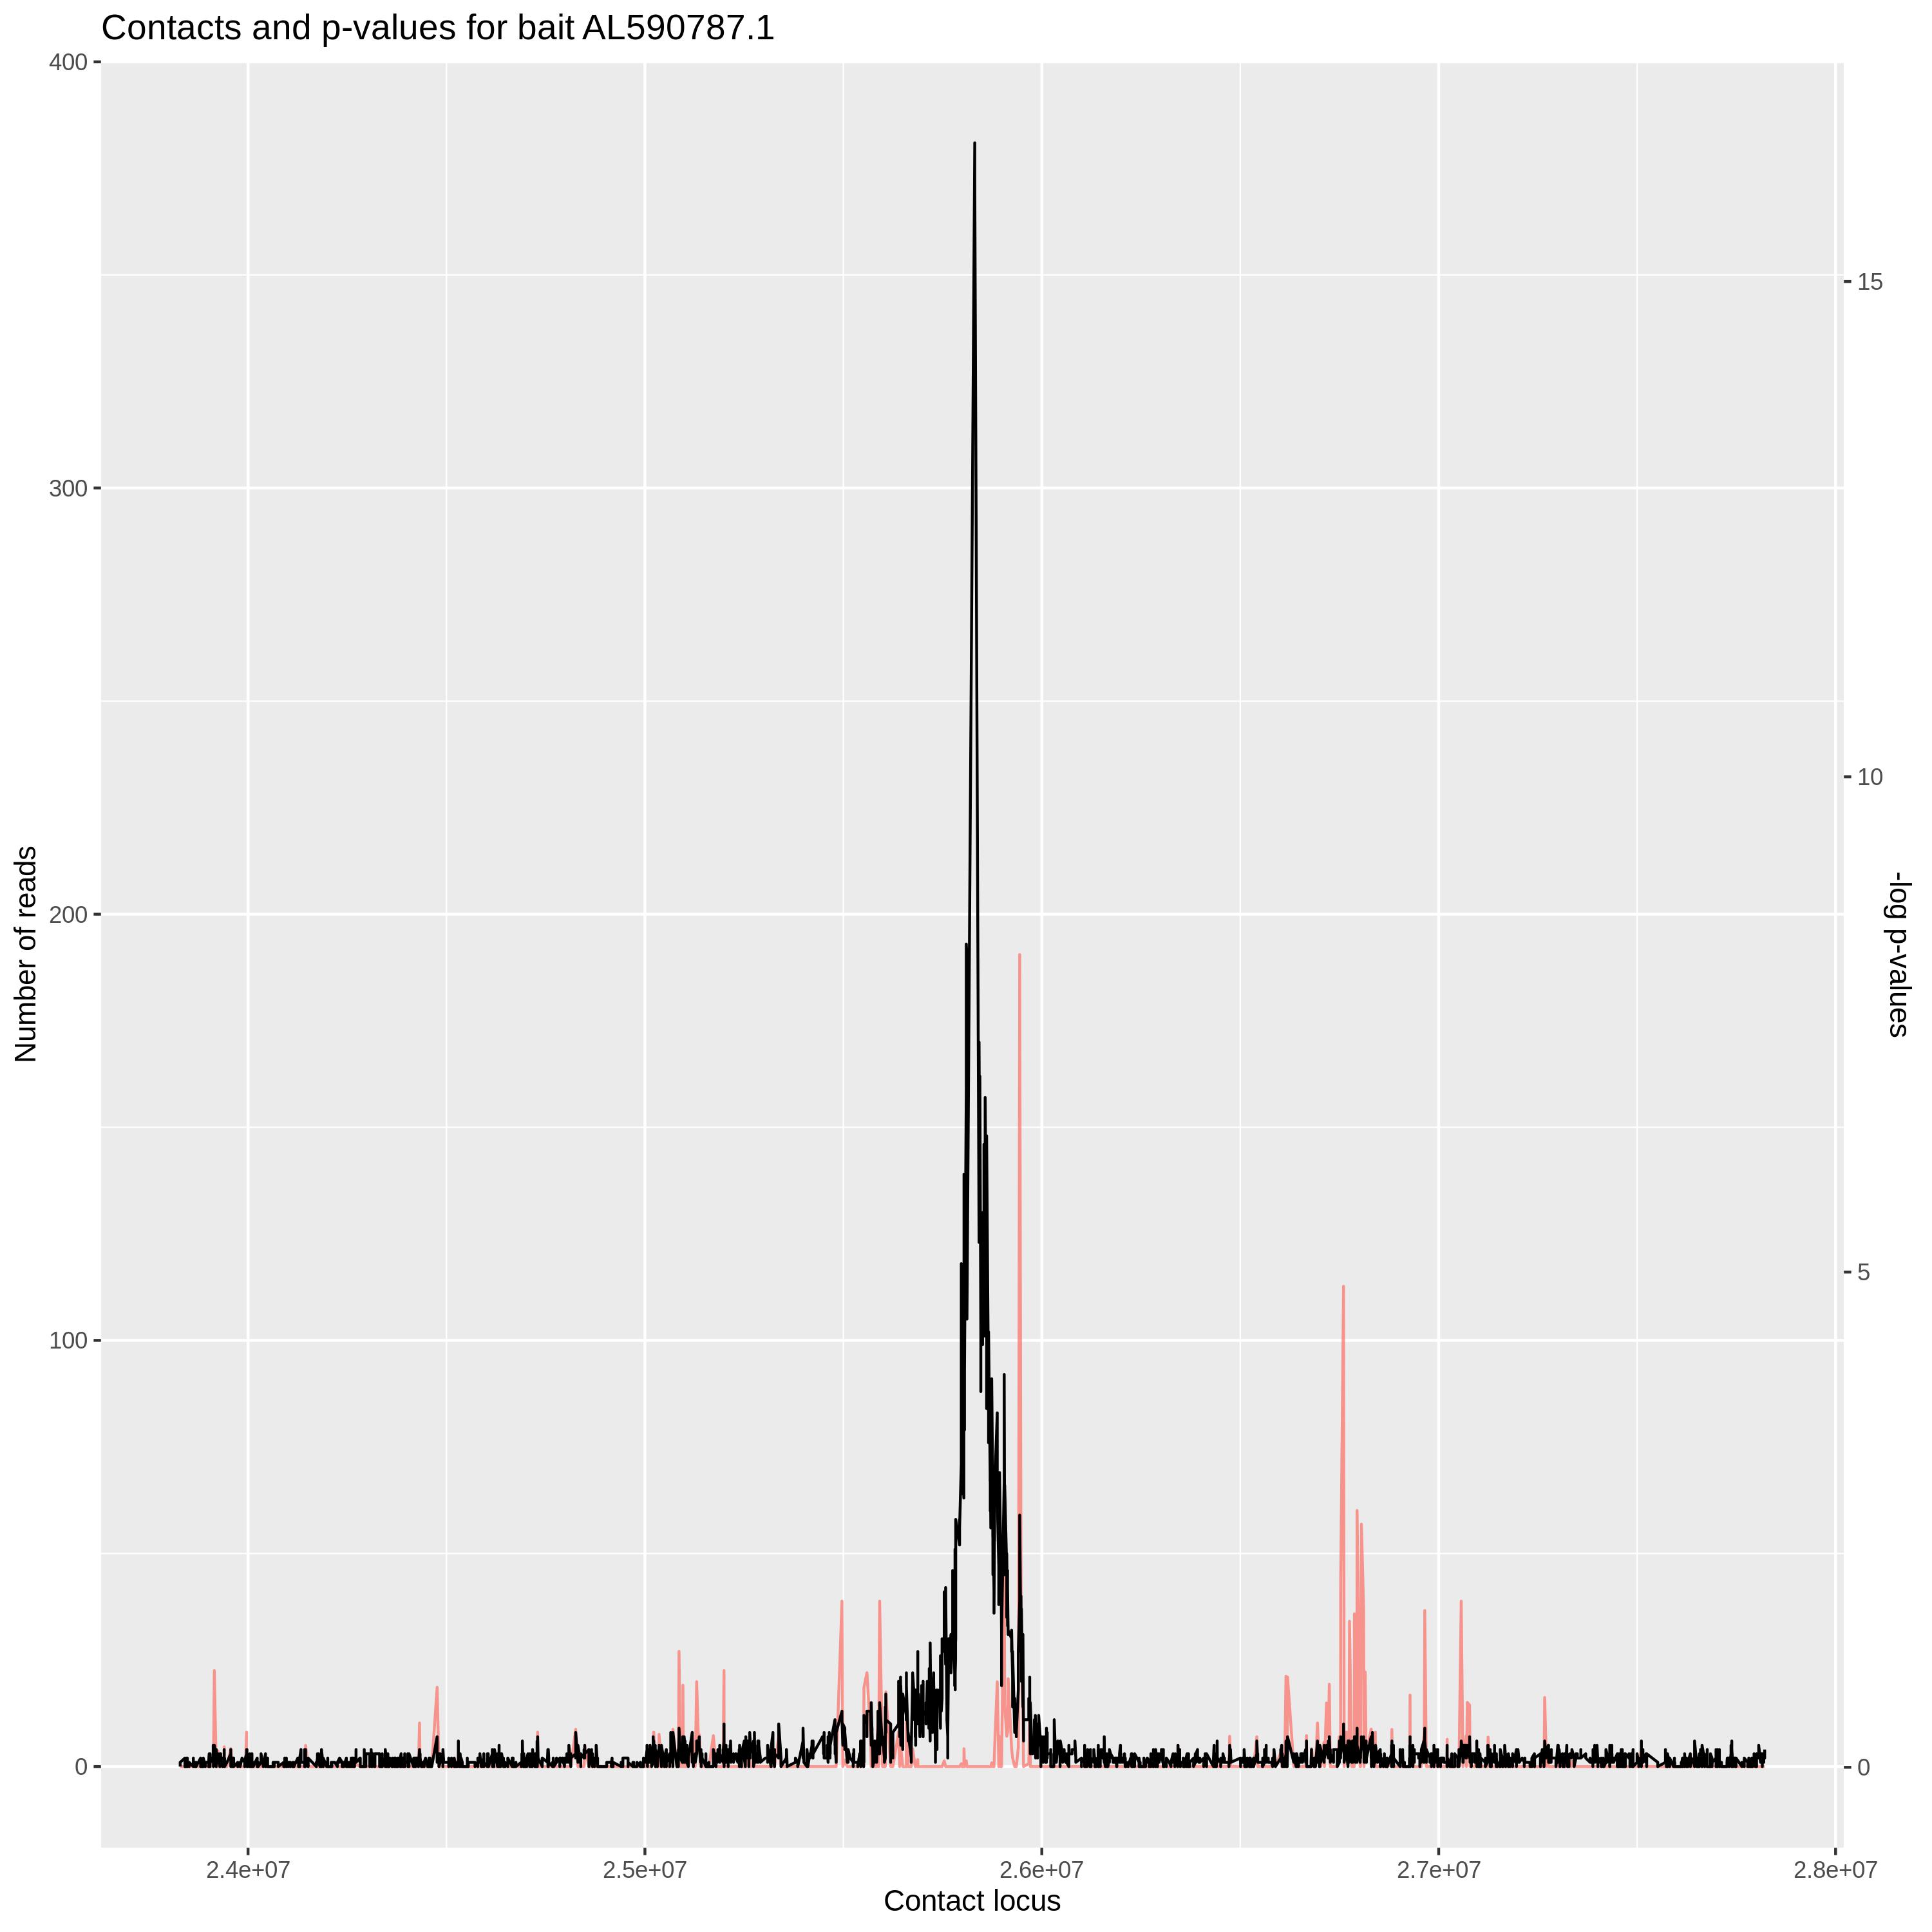 Contacts and p-values for bait AL590787.1
400
300
200
100
0
Number of reads
15
10
5
0
-log p-values
2.4e+07
2.5e+07
2.6e+07
2.7e+07
2.8e+07
Contact locus